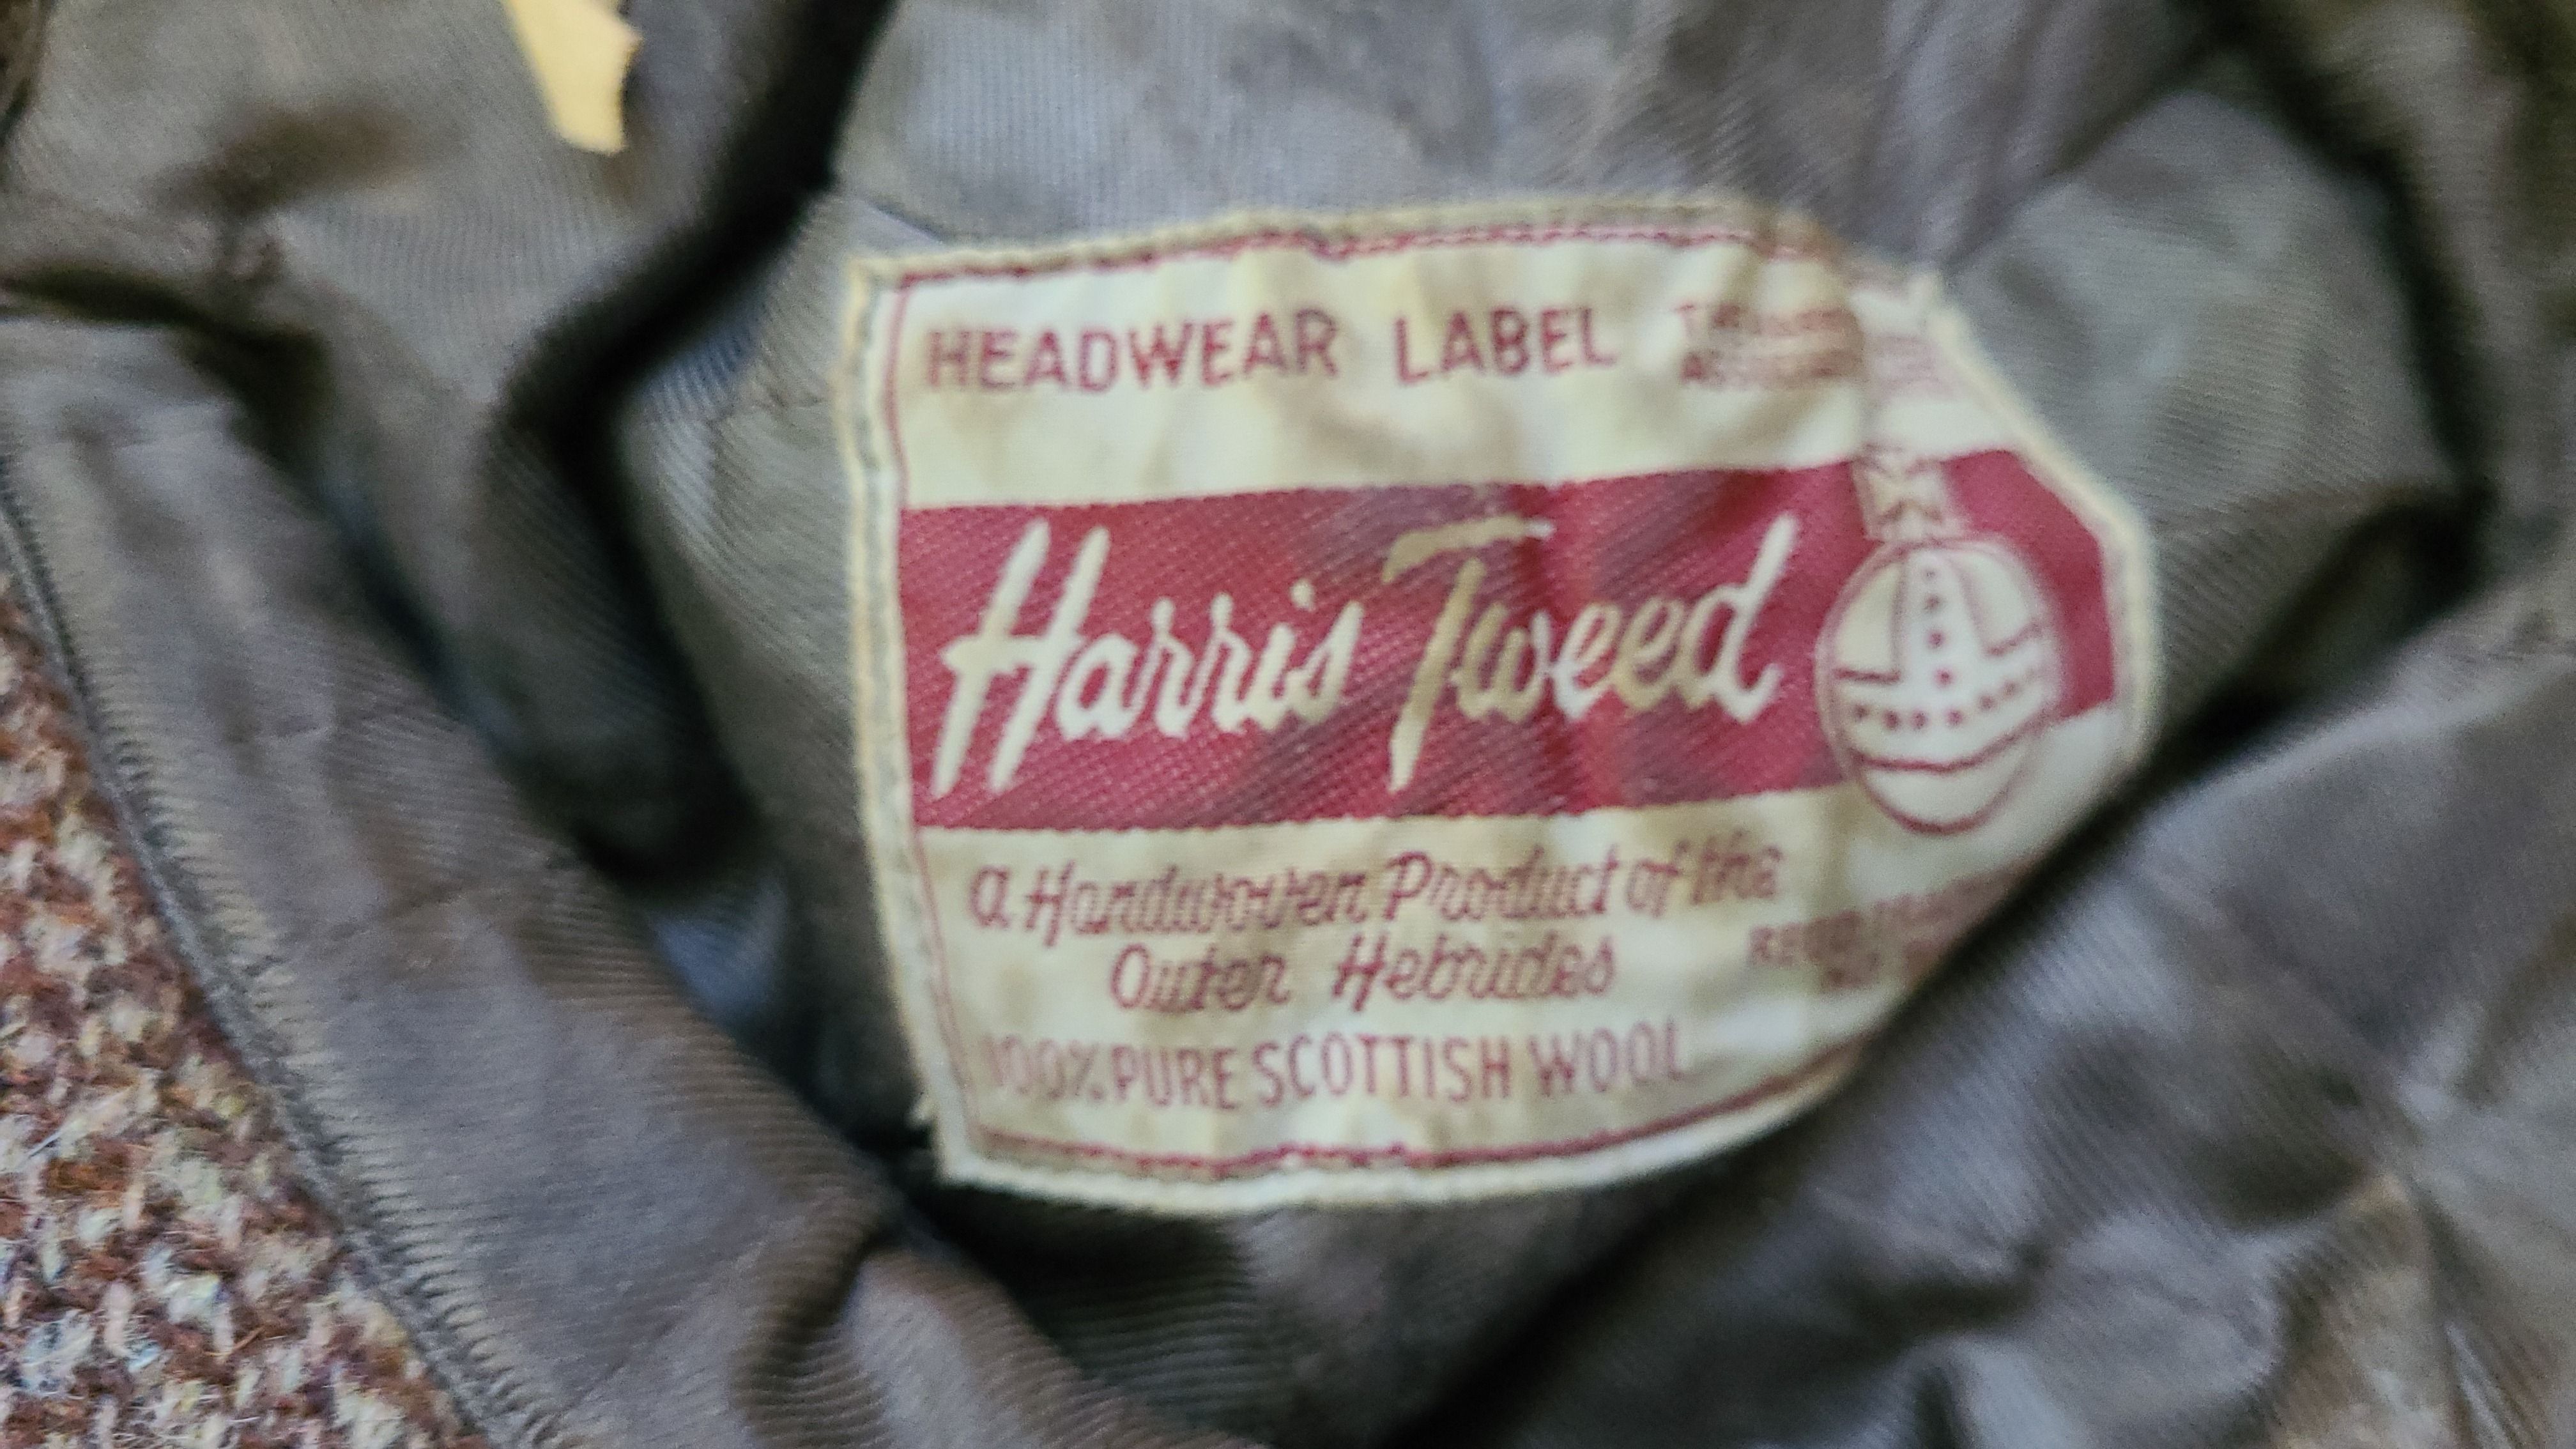 HEADWEAR LABEL
Harris Tweed
a Handwoven Product of the
Outer Hebrides
100% PURE SCOTTISH WOOL